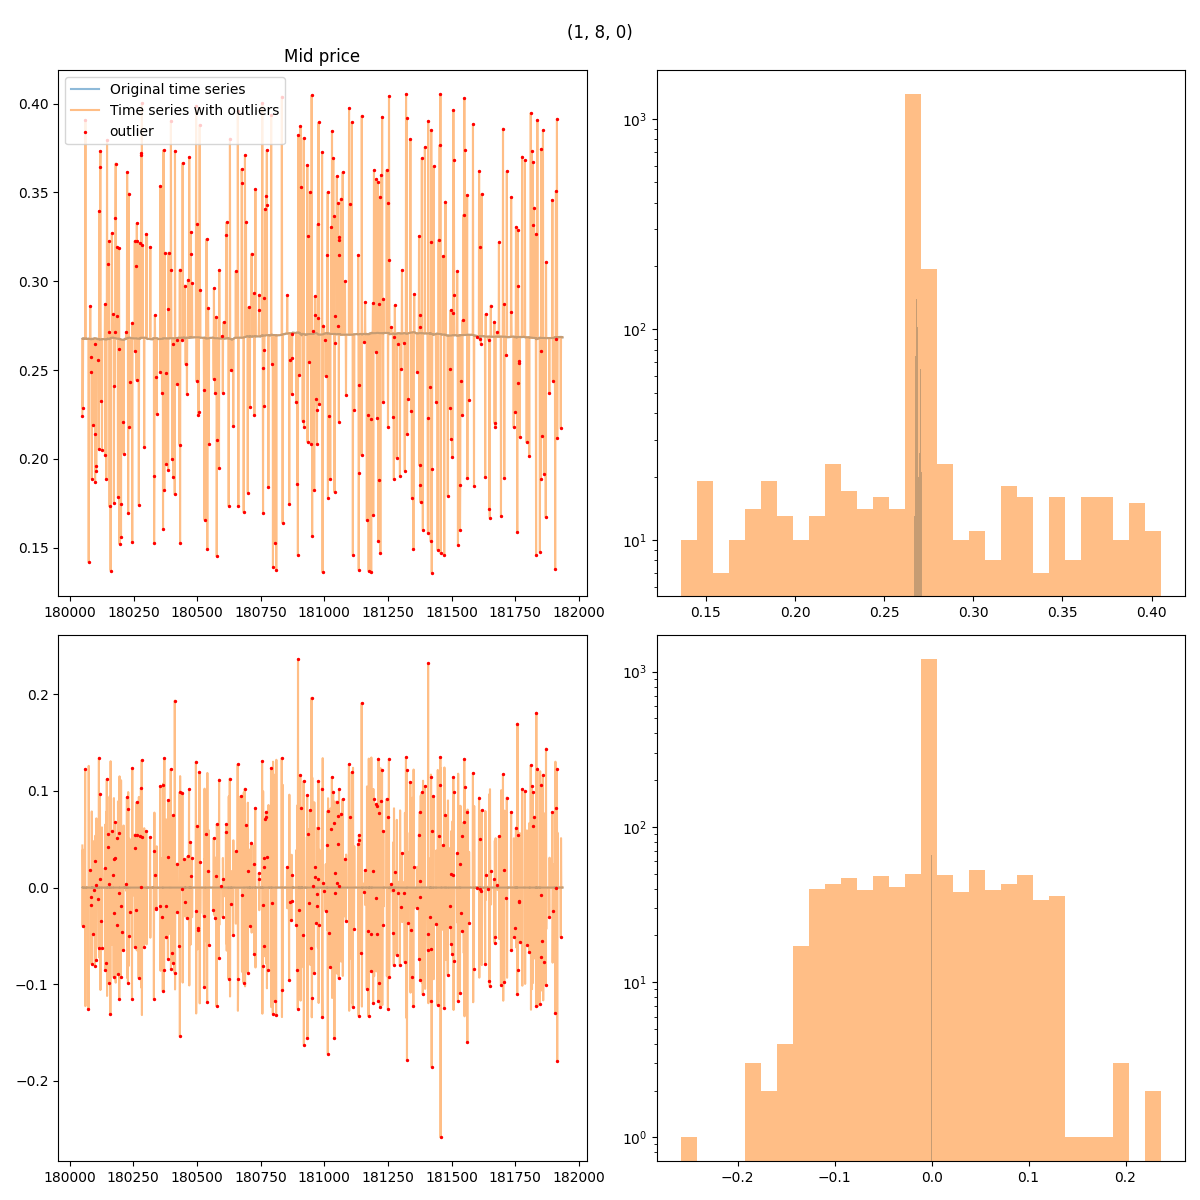 (1, 8, 0)
Mid price
Original time series
Time series with outliers
outlier
0.40
0.35
0.30
0.25
0.20
0.15
180000 180250 180500 180750 181000 181250 181500 181750 182000
10³
10²
10¹
0.15 0.20 0.25 0.30 0.35 0.40
0.2
0.1
0.0
−0.1
−0.2
180000 180250 180500 180750 181000 181250 181500 181750 182000
10³
10²
10¹
10⁰
−0.2 −0.1 0.0 0.1 0.2